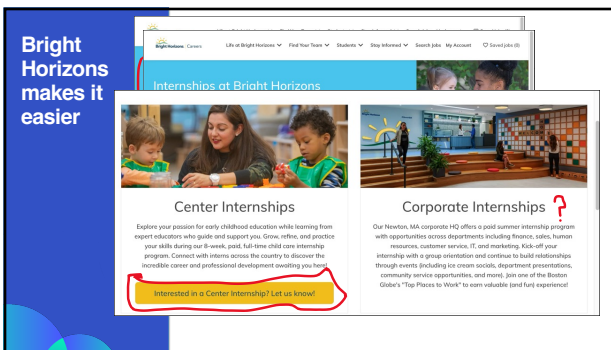 Bright
Horizons
makes it
easier
Bright Horizons Careers
Life at Bright Horizons
Find Your Team
Students
Stay Informed
Search Jobs
My Account
Saved jobs (0)
Internships at Bright Horizons
Center Internships
Explore your passion for early childhood education while learning from
expert educators who guide and support you. Grow, refine, and practice
your skills during our 8-week, paid, full-time child care internship
program. Connect with interns across the country to discover the
incredible career and professional development awaiting you here!
Interested in a Center Internship? Let us know!
Corporate Internships ?
Our Newton, MA corporate HQ offers a paid summer internship program
with opportunities across departments including finance, sales, human
resources, customer service, IT, and marketing. Kick-off your
internship with a group orientation and continue to build relationships
through events (including ice cream socials, department presentations,
community service opportunities, and more). Join one of the Boston
Globe's "Top Places to Work" to earn valuable (and fun) experience!